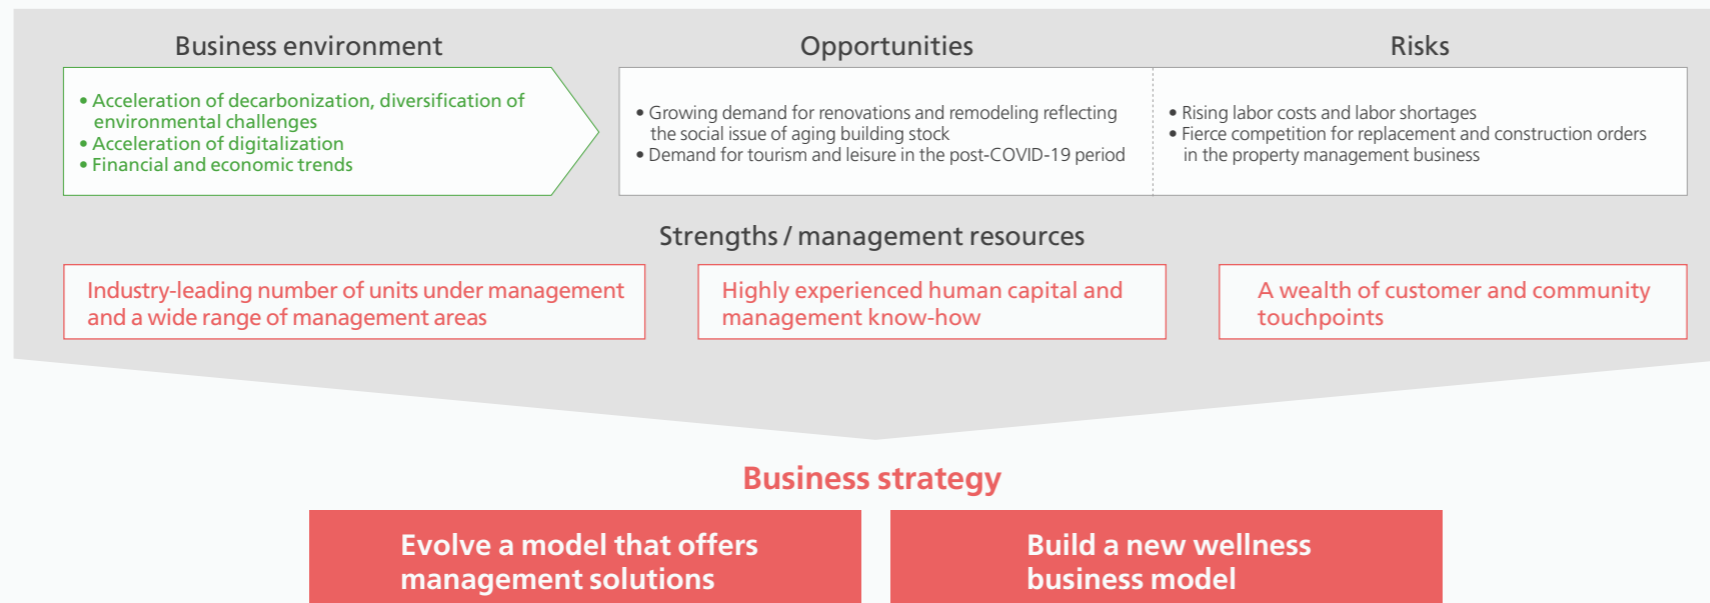 Business environment
• Acceleration of decarbonization, diversification of
environmental challenges
• Acceleration of digitalization
• Financial and economic trends
Opportunities
• Growing demand for renovations and remodeling reflecting
the social issue of aging building stock
• Demand for tourism and leisure in the post-COVID-19 period
Risks
• Rising labor costs and labor shortages
• Fierce competition for replacement and construction orders
in the property management business
Strengths / management resources
Industry-leading number of units under management
and a wide range of management areas
Highly experienced human capital and
management know-how
A wealth of customer and community
touchpoints
Business strategy
Evolve a model that offers
management solutions
Build a new wellness
business model